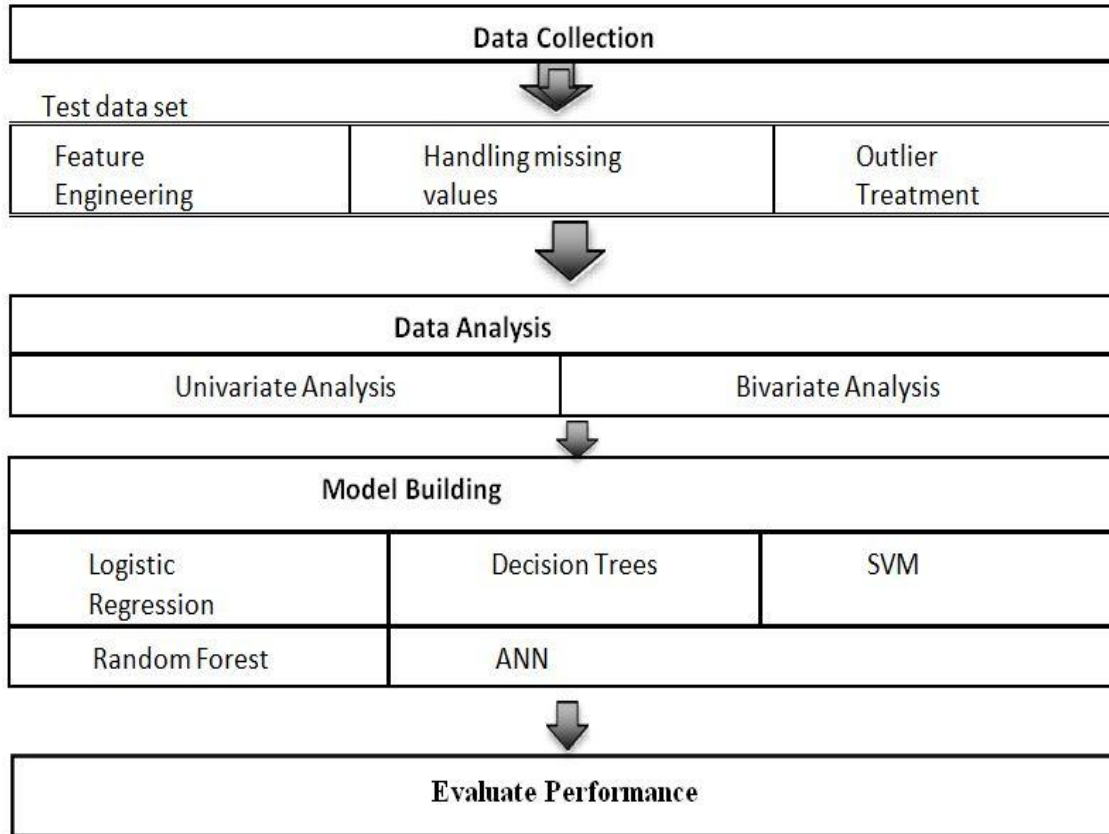 Data Collection
Test data set
Feature
Engineering
Handling missing
values
Outlier
Treatment
Data Analysis
Univariate Analysis
Bivariate Analysis
Model Building
Logistic
Regression
Decision Trees
SVM
Random Forest
ANN
Evaluate Performance